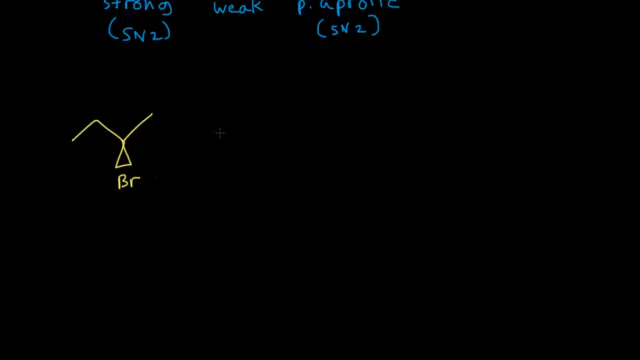 strong weak p. aprotic
(SN2) (SN2)
Br